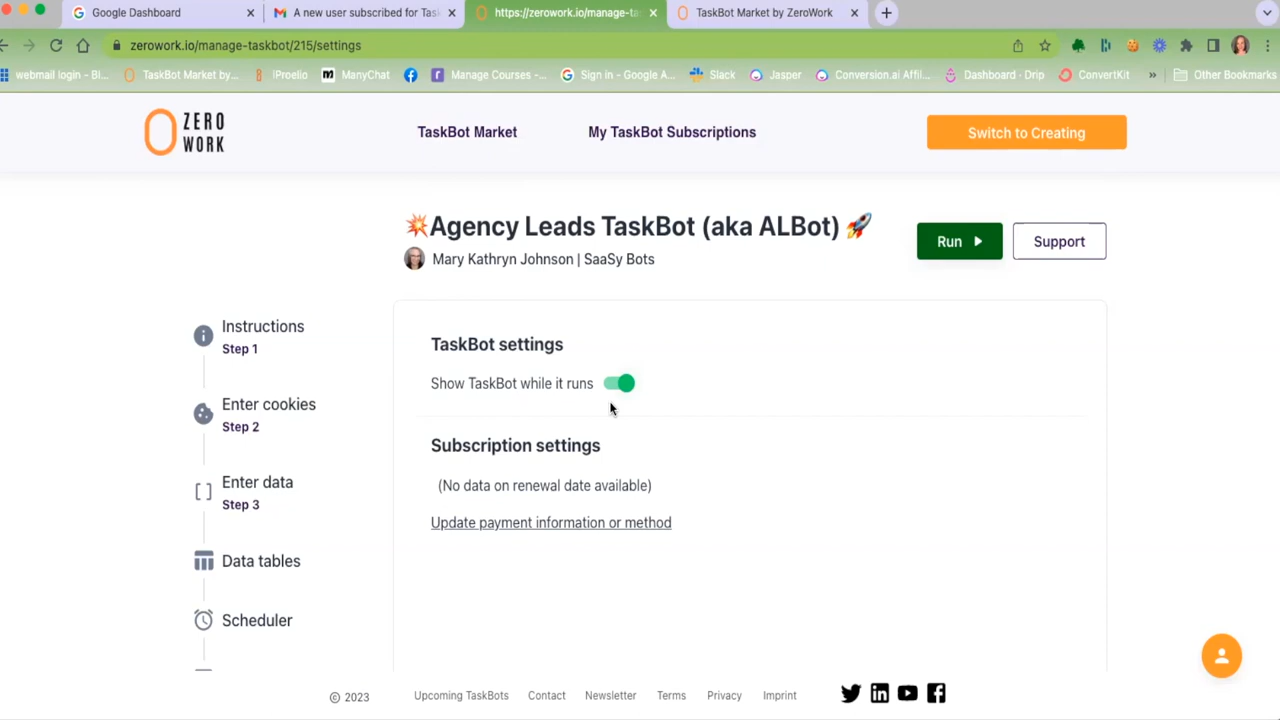 Google Dashboard
A new user subscribed for Tas
https://zerowork.io/manage-ta
TaskBot Market by ZeroWork
zerowork.io/manage-taskbot/215/settings
webmail login - Bl...
TaskBot Market by...
!Proelio
ManyChat
Manage Courses -...
Sign in - Google A...
Slack
Jasper
Conversion.ai Affil...
Dashboard · Drip
ConvertKit
»
Other Bookmarks
ZERO
WORK
TaskBot Market
My TaskBot Subscriptions
Switch to Creating
💥Agency Leads TaskBot (aka ALBot) 🚀
Mary Kathryn Johnson | SaaSy Bots
Run
Support
Instructions
Step 1
Enter cookies
Step 2
Enter data
Step 3
Data tables
Scheduler
TaskBot settings
Show TaskBot while it runs
Subscription settings
(No data on renewal date available)
Update payment information or method
© 2023
Upcoming TaskBots
Contact
Newsletter
Terms
Privacy
Imprint